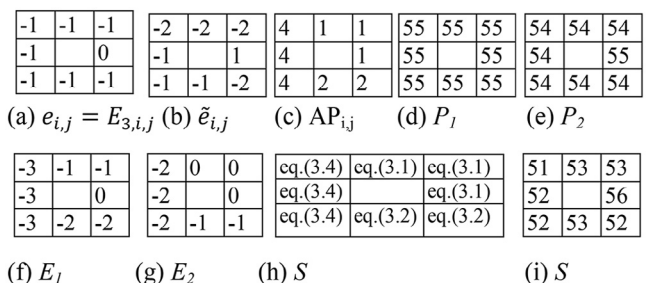 -1 -1 -1 -2 -2 -2 4 1 1 55 55 55 54 54 54
-1 0 -1 1 4 1 55 55 54 55
-1 -1 -1 -1 -1 -2 4 2 2 55 55 55 54 54 54
(a) e_{i,j} = E_{3,i,j} (b) ẽ_{i,j} (c) AP_{i,j} (d) P_1 (e) P_2
-3 -1 -1 -2 0 0 eq.(3.4) eq.(3.1) eq.(3.1) 51 53 53
-3 0 -2 0 eq.(3.4) eq.(3.1) 52 56
-3 -2 -2 -2 -1 -1 eq.(3.4) eq.(3.2) eq.(3.2) 52 53 52
(f) E_1 (g) E_2 (h) S (i) S